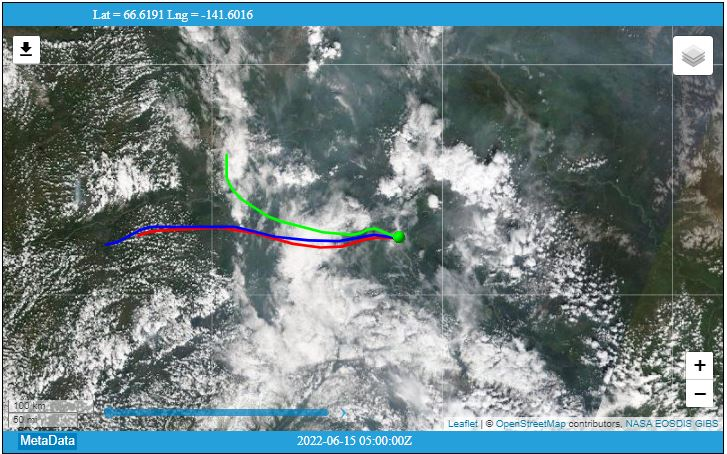 Lat = 66.6191 Lng = -141.6016
+
−
100 km
50 mi
Leaflet | © OpenStreetMap contributors, NASA EOSDIS GIBS
MetaData
2022-06-15 05:00:00Z